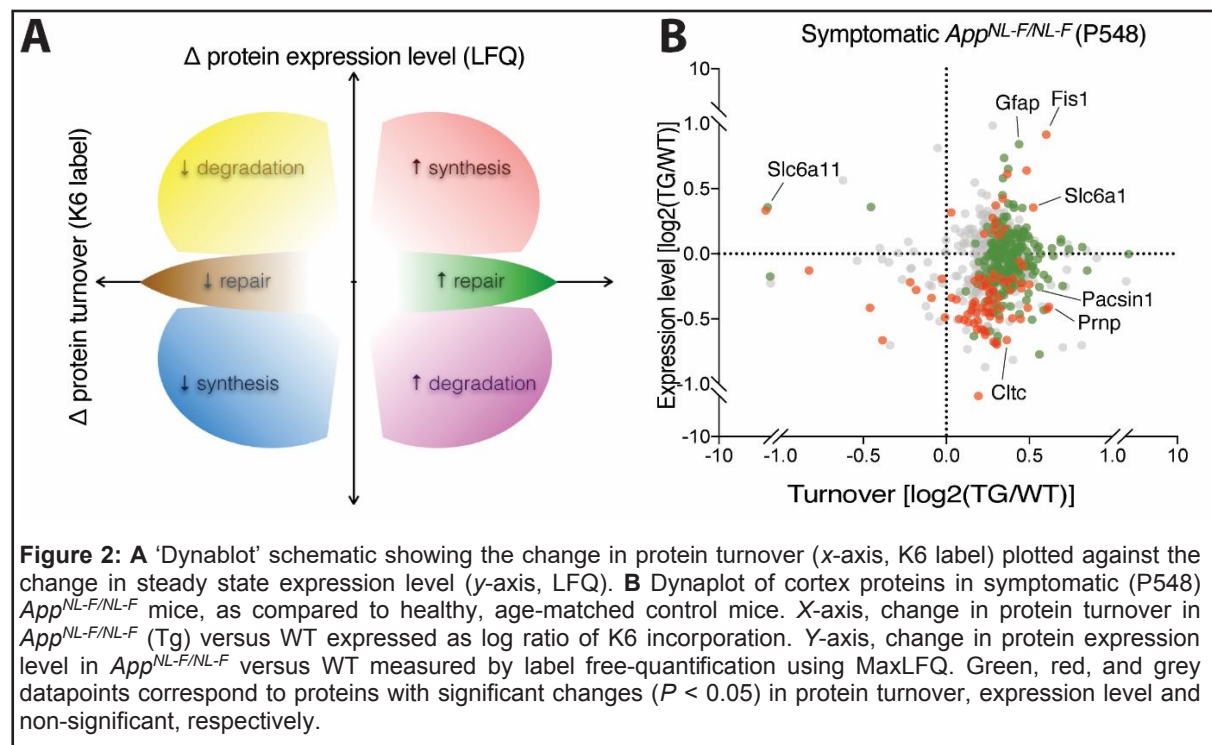 A
Δ protein expression level (LFQ)
Δ protein turnover (K6 label)
↓ degradation
↑ synthesis
↓ repair
↑ repair
↓ synthesis
↑ degradation
B
Symptomatic App^NL-F/NL-F (P548)
Expression level [log2(TG/WT)]
10
1.0
0.5
0.0
-0.5
-1.0
-10
Gfap
Fis1
Slc6a11
Slc6a1
Pacsin1
Prnp
Cltc
-10
-1.0
-0.5
0.0
0.5
1.0
10
Turnover [log2(TG/WT)]
Figure 2: A 'Dynablot' schematic showing the change in protein turnover (x-axis, K6 label) plotted against the
change in steady state expression level (y-axis, LFQ). B Dynaplot of cortex proteins in symptomatic (P548)
App^NL-F/NL-F mice, as compared to healthy, age-matched control mice. X-axis, change in protein turnover in
App^NL-F/NL-F (Tg) versus WT expressed as log ratio of K6 incorporation. Y-axis, change in protein expression
level in App^NL-F/NL-F versus WT measured by label free-quantification using MaxLFQ. Green, red, and grey
datapoints correspond to proteins with significant changes (P < 0.05) in protein turnover, expression level and
non-significant, respectively.